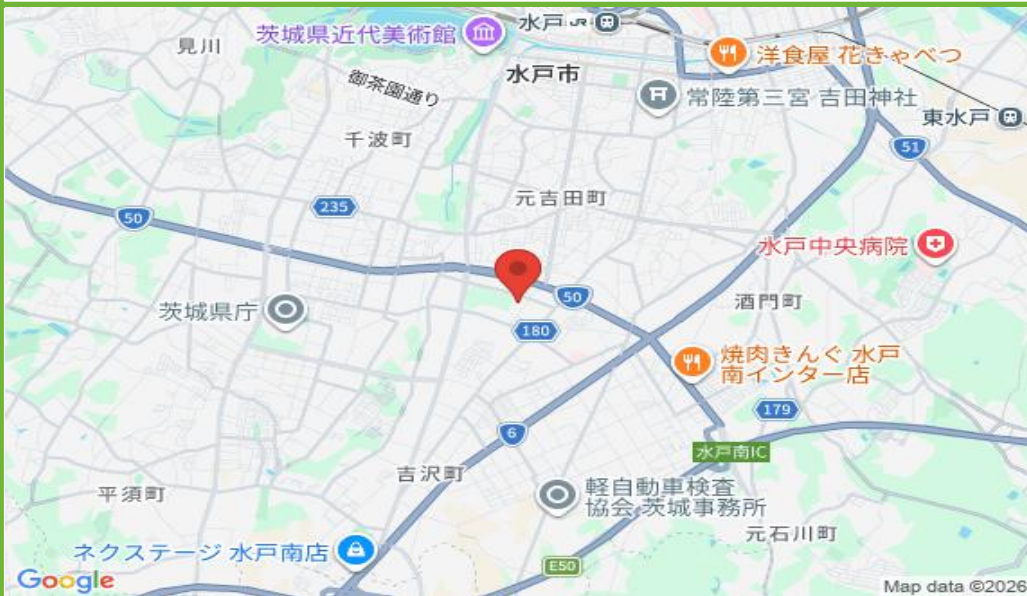 茨城県近代美術館
水戸 JR
見川
水戸市
洋食屋 花きゃべつ
御茶園通り
常陸第三宮 吉田神社
東水戸
千波町
51
235
元吉田町
50
水戸中央病院
50
酒門町
茨城県庁
180
焼肉きんぐ 水戸
南インター店
179
6
水戸南IC
吉沢町
平須町
軽自動車検査
協会 茨城事務所
元石川町
ネクステージ 水戸南店
E50
Google
Map data ©2026